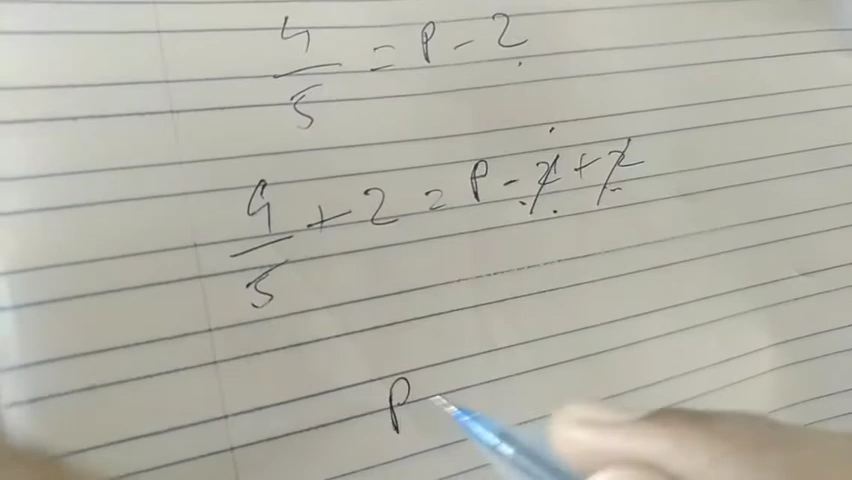 4/5 = P - 2
4/5 + 2 = P - 2 + 2
P